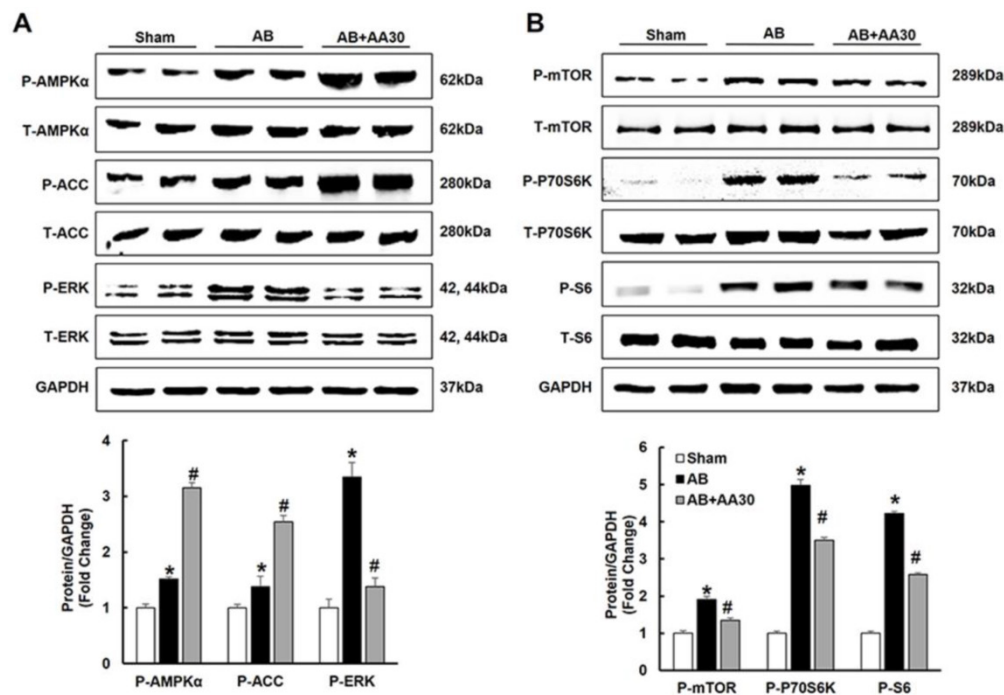 A
Sham AB AB+AA30
P-AMPKα 62kDa
T-AMPKα 62kDa
P-ACC 280kDa
T-ACC 280kDa
P-ERK 42, 44kDa
T-ERK 42, 44kDa
GAPDH 37kDa
Protein/GAPDH
(Fold Change)
4
3
2
1
0
* # * # * #
P-AMPKα P-ACC P-ERK
B
Sham AB AB+AA30
P-mTOR 289kDa
T-mTOR 289kDa
P-P70S6K 70kDa
T-P70S6K 70kDa
P-S6 32kDa
T-S6 32kDa
GAPDH 37kDa
Protein/GAPDH
(Fold Change)
6
5
4
3
2
1
0
Sham
AB
AB+AA30
* # * # * #
P-mTOR P-P70S6K P-S6